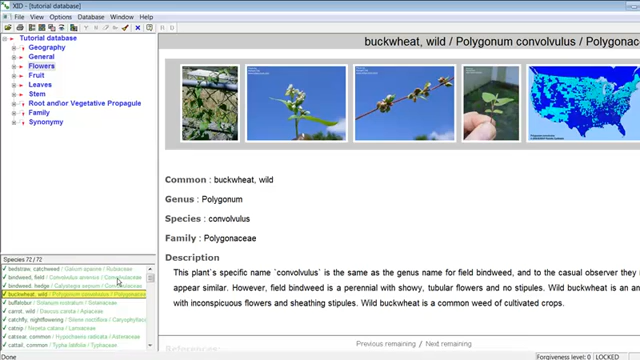 XID - [tutorial database]
File View Options Database Window Help
Tutorial database
Geography
General
Flowers
Fruit
Leaves
Stem
Root and\or Vegetative Propagule
Family
Synonymy
Species 72 / 72
bedstraw, catchweed / Galium aparine / Rubiaceae
bindweed, field / Convolvulus arvensis / Convolvulaceae
bindweed, hedge / Calystegia sepium / Convolvulaceae
buckwheat, wild / Polygonum convolvulus / Polygonaceae
buffalobur / Solanum rostratum / Solanaceae
carrot, wild / Daucus carota / Apiaceae
catchfly, nightflowering / Silene noctiflora / Caryophyllac
catnip / Nepeta cataria / Lamiaceae
catsear, common / Hypochaeris radicata / Asteraceae
cattail, common / Typha latifolia / Typhaceae
buckwheat, wild / Polygonum convolvulus / Polygonace
Common : buckwheat, wild
Genus : Polygonum
Species : convolvulus
Family : Polygonaceae
Description
This plant's specific name `convolvulus` is the same as the genus name for field bindweed, and to the casual observer they
appear similar. However, field bindweed is a perennial with showy, tubular flowers and no stipules. Wild buckwheat is an an
with inconspicuous flowers and sheathing stipules. Wild buckwheat is a common weed of cultivated crops.
References
Previous remaining / Next remaining
Done
Forgiveness level: 0
LOCKED